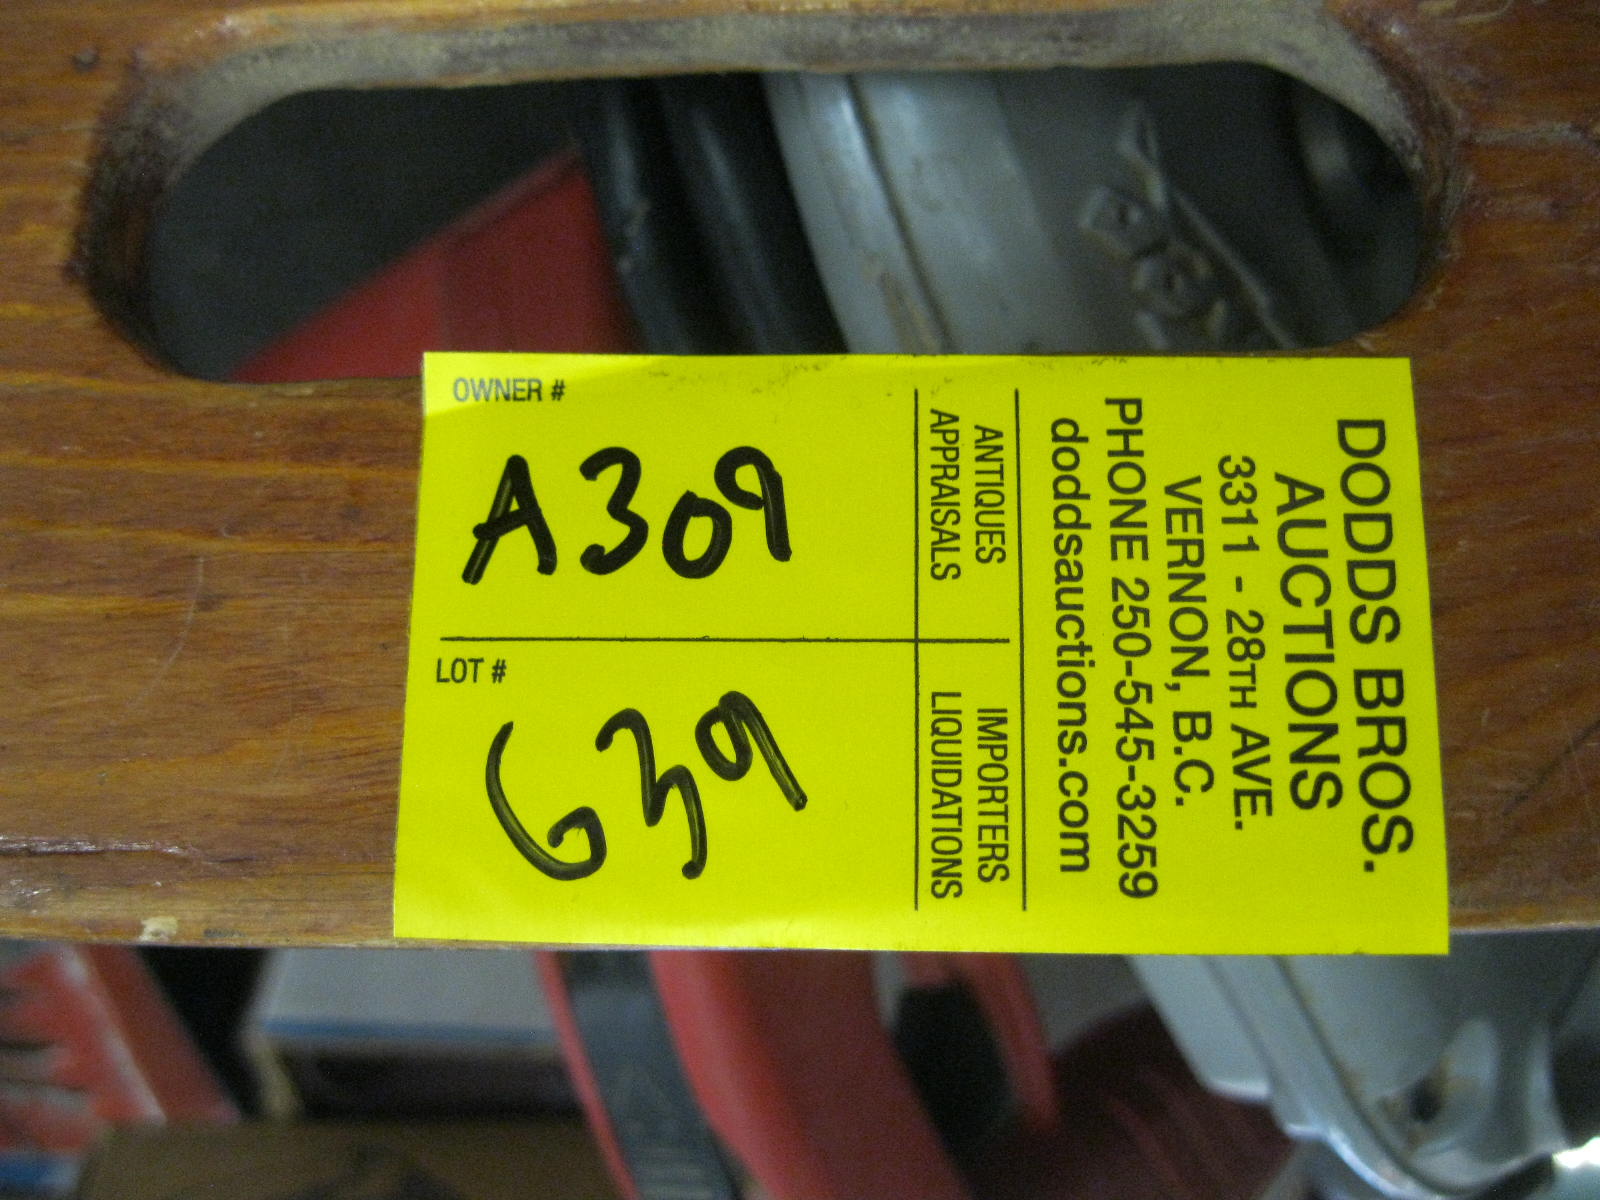 DODDS BROS.
AUCTIONS
3311 - 28TH AVE.
VERNON, B.C.
PHONE 250-545-3259
doddsauctions.com
ANTIQUES
APPRAISALS
IMPORTERS
LIQUIDATIONS
OWNER #
A309
LOT #
639